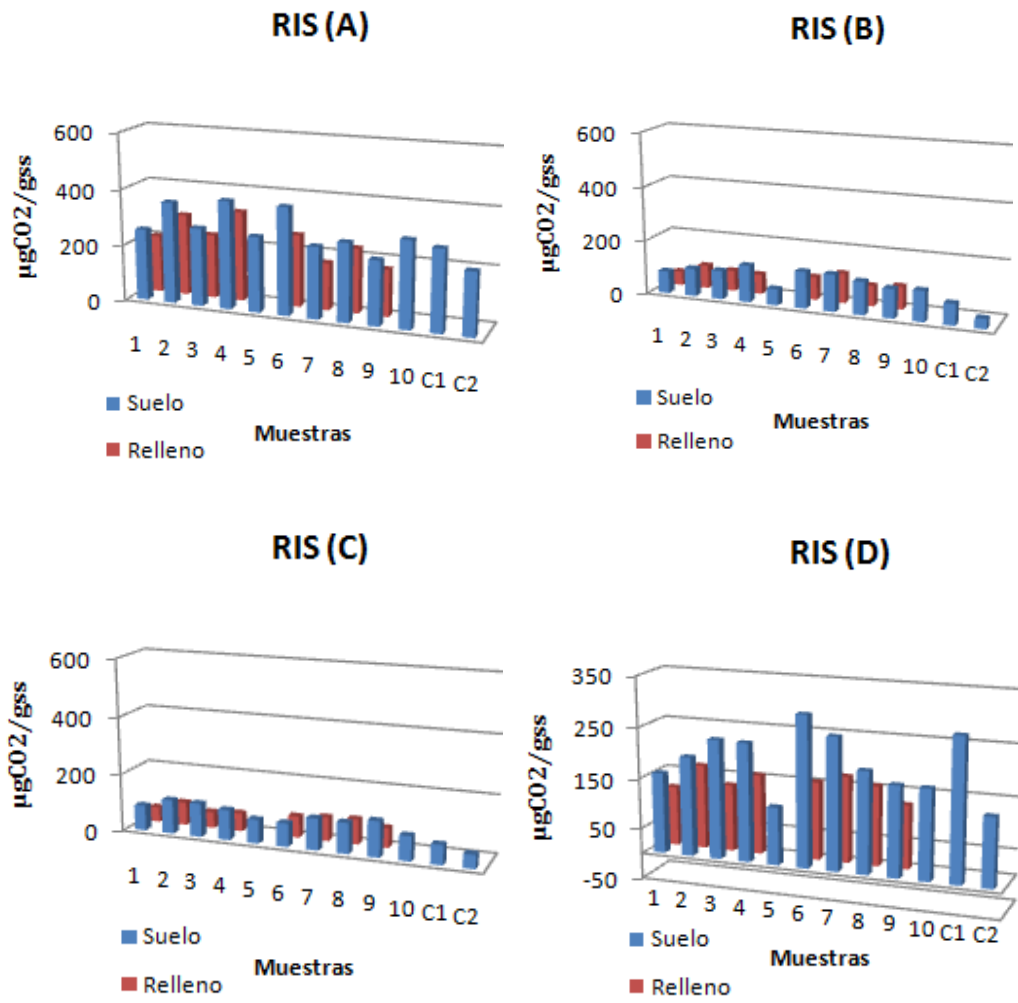 RIS (A)
600
400
200
0
µgCO2/gss
1 2 3 4 5 6 7 8 9 10 C1 C2
Suelo
Relleno
Muestras
RIS (B)
600
400
200
0
µgCO2/gss
1 2 3 4 5 6 7 8 9 10 C1 C2
Suelo
Relleno
Muestras
RIS (C)
600
400
200
0
µgCO2/gss
1 2 3 4 5 6 7 8 9 10 C1 C2
Suelo
Relleno
Muestras
RIS (D)
350
250
150
50
-50
µgCO2/gss
1 2 3 4 5 6 7 8 9 10 C1 C2
Suelo
Relleno
Muestras